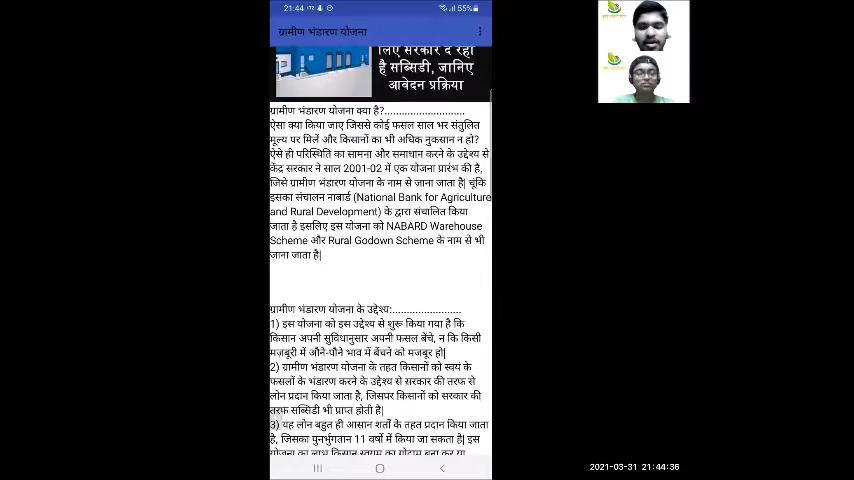 21:44
55%
ग्रामीण भंडारण योजना
लिए सरकार दे रही
है सब्सिडी, जानिए
आवेदन प्रक्रिया
ग्रामीण भंडारण योजना क्या है?...........................
ऐसा क्या किया जाए जिससे कोई फसल साल भर संतुलित
मूल्य पर मिलें और किसानों का भी अधिक नुकसान न हो?
ऐसे ही परिस्थिति का सामना और समाधान करने के उद्देश्य से
केंद्र सरकार ने साल 2001-02 में एक योजना प्रारंभ की है,
जिसे ग्रामीण भंडारण योजना के नाम से जाना जाता है| चूंकि
इसका संचालन नाबार्ड (National Bank for Agriculture
and Rural Development) के द्वारा संचालित किया
जाता है इसलिए इस योजना को NABARD Warehouse
Scheme और Rural Godown Scheme के नाम से भी
जाना जाता है|
ग्रामीण भंडारण योजना के उद्देश्य:.......................
1) इस योजना को इस उद्देश्य से शुरू किया गया है कि
किसान अपनी सुविधानुसार अपनी फसल बेंचे, न कि किसी
मज़बूरी में औने-पौने भाव में बेंचने को मजबूर हो|
2) ग्रामीण भंडारण योजना के तहत किसानों को स्वयं के
फसलों के भंडारण करने के उद्देश्य से सरकार की तरफ से
लोन प्रदान किया जाता है, जिसपर किसानों को सरकार की
तरफ सब्सिडी भी प्राप्त होती है|
3) यह लोन बहुत ही आसान शर्तों के तहत प्रदान किया जाता
है, जिसका पुनर्भुगतान 11 वर्षों में किया जा सकता है| इस
योजना का लाभ किसान स्वयम का गोदाम बना कर या
2021-03-31 21:44:36